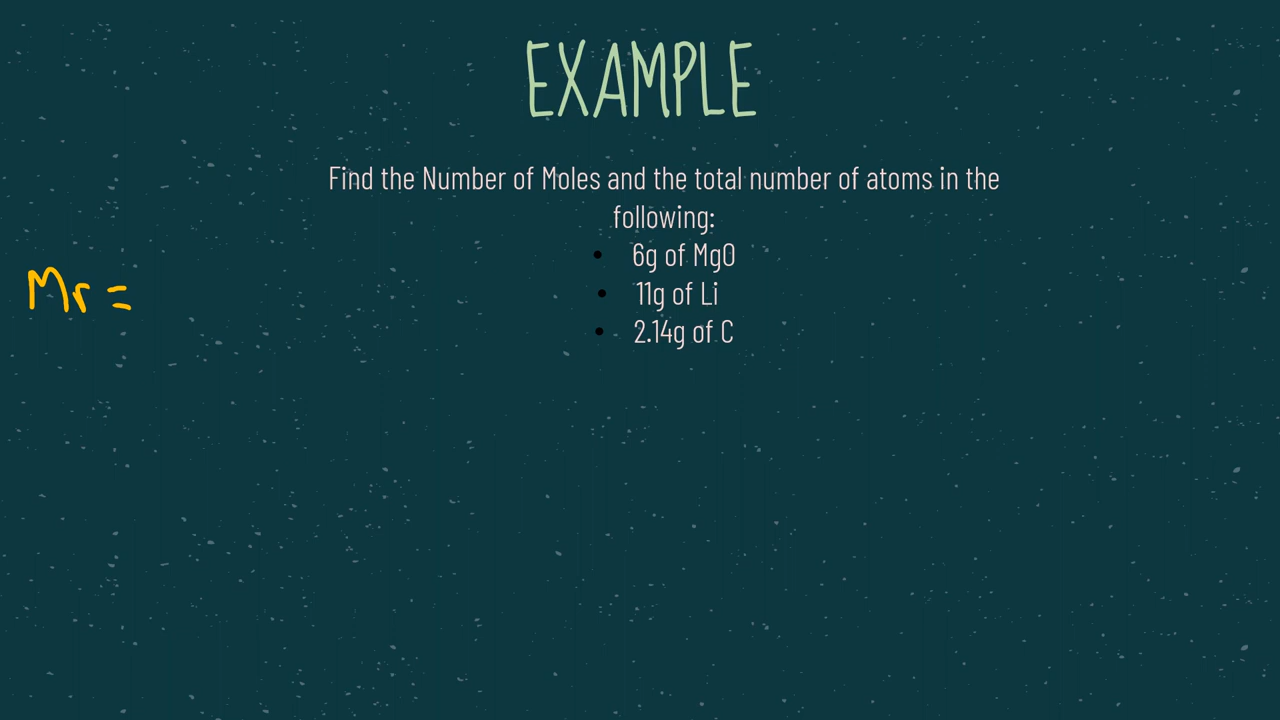 EXAMPLE
Find the Number of Moles and the total number of atoms in the
following:
• 6g of MgO
• 11g of Li
• 2.14g of C
Mr =